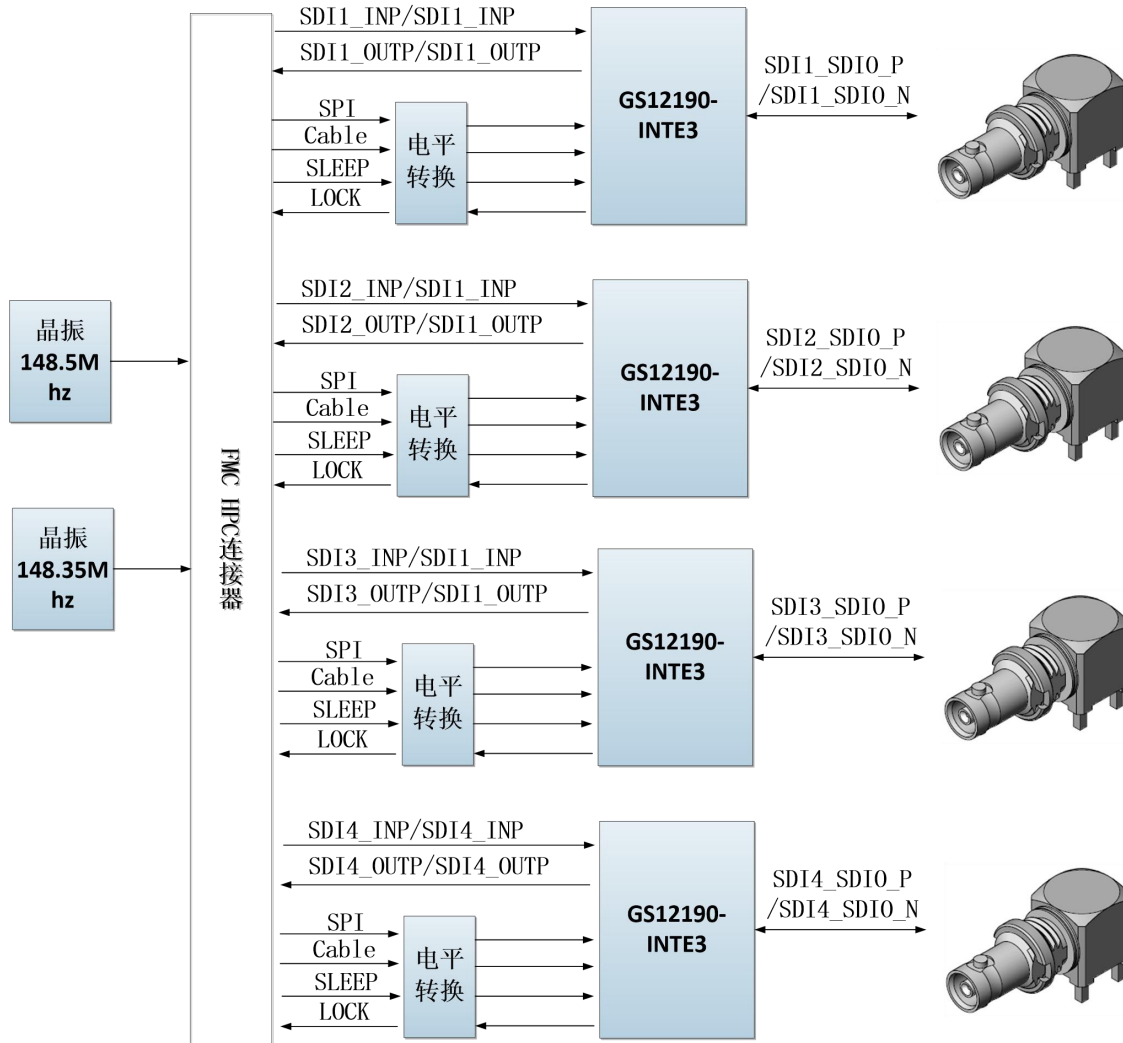 SDI1_INP/SDI1_INP
SDI1_OUTP/SDI1_OUTP
SPI
Cable
SLEEP
LOCK
电平
转换
GS12190-
INTE3
SDI1_SDIO_P
/SDI1_SDIO_N
晶振
148.5M
hz
晶振
148.35M
hz
FMC HPC连接器
SDI2_INP/SDI1_INP
SDI2_OUTP/SDI1_OUTP
SPI
Cable
SLEEP
LOCK
电平
转换
GS12190-
INTE3
SDI2_SDIO_P
/SDI2_SDIO_N
SDI3_INP/SDI1_INP
SDI3_OUTP/SDI1_OUTP
SPI
Cable
SLEEP
LOCK
电平
转换
GS12190-
INTE3
SDI3_SDIO_P
/SDI3_SDIO_N
SDI4_INP/SDI4_INP
SDI4_OUTP/SDI4_OUTP
SPI
Cable
SLEEP
LOCK
电平
转换
GS12190-
INTE3
SDI4_SDIO_P
/SDI4_SDIO_N